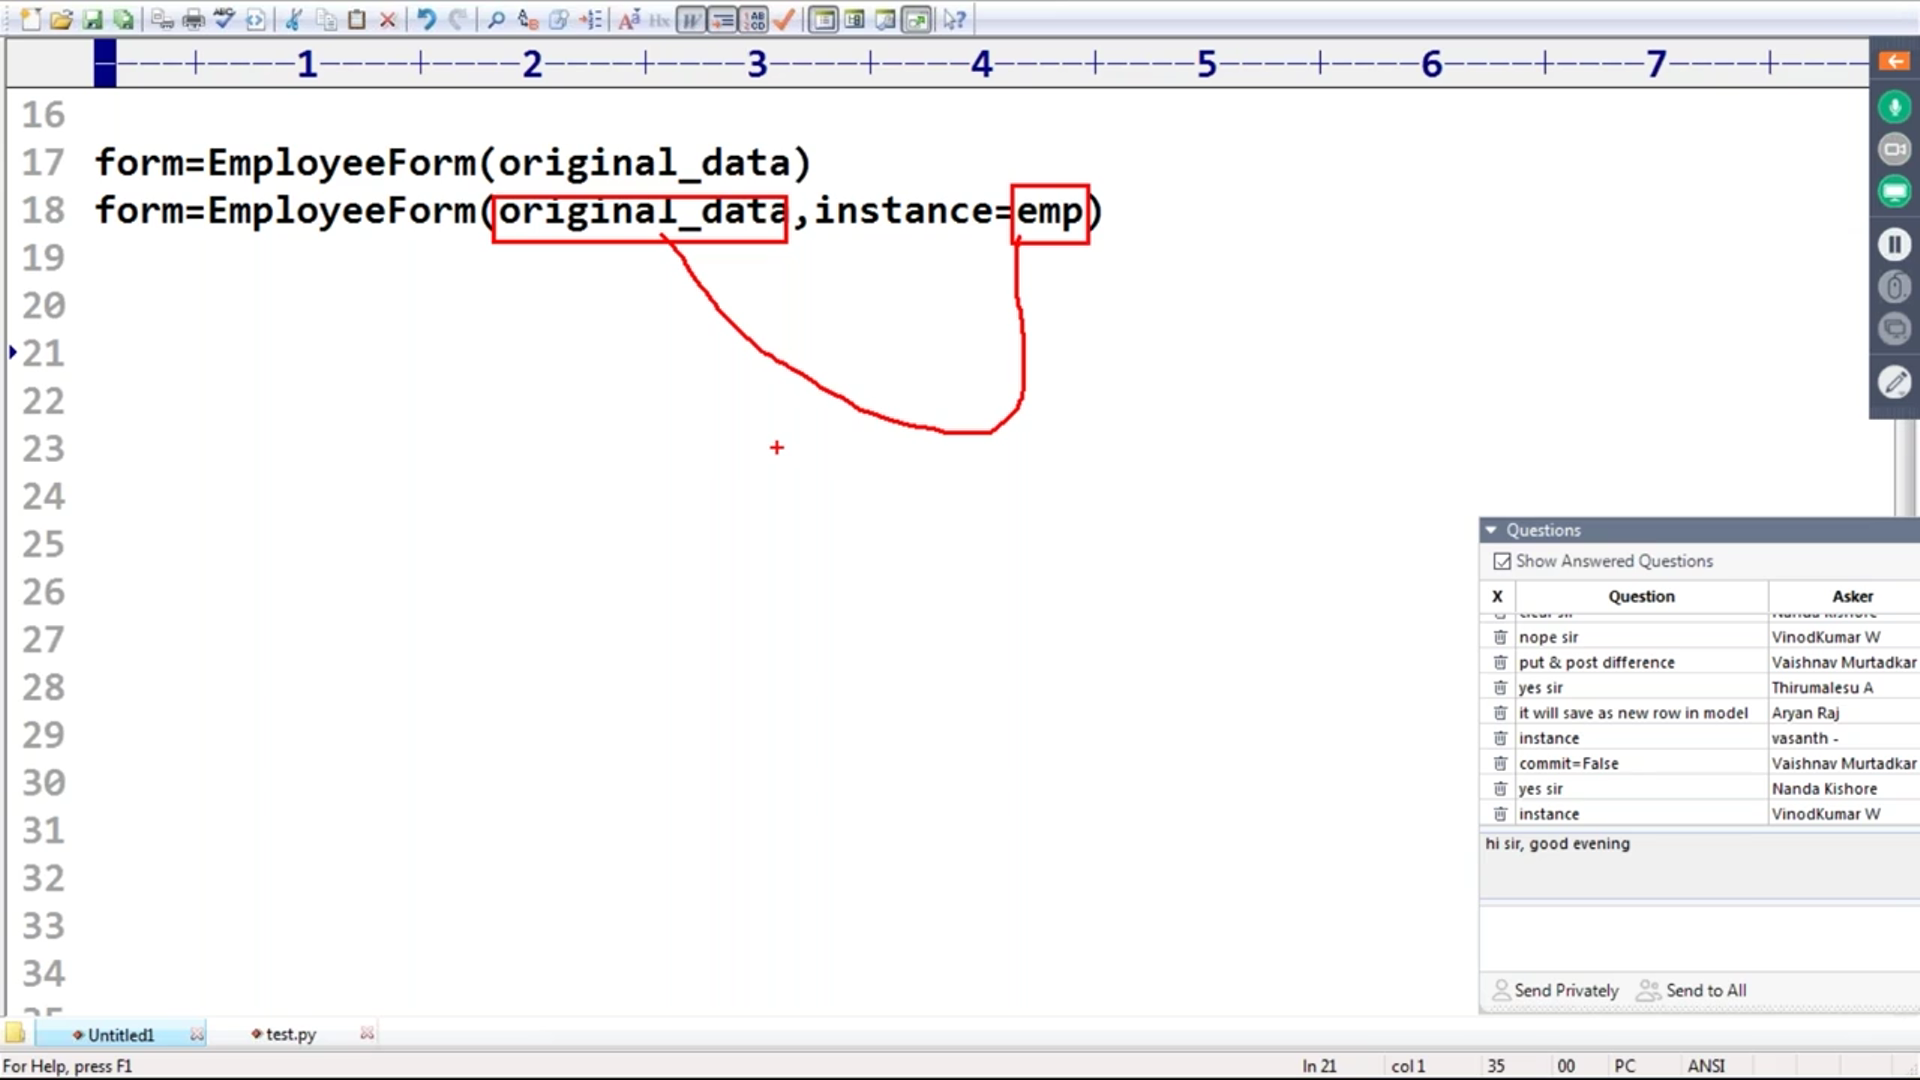 1 2 3 4 5 6 7
16
17 form=EmployeeForm(original_data)
18 form=EmployeeForm(original_data,instance=emp)
19
20
21
22
23
24
25
26
27
28
29
30
31
32
33
34
Questions
Show Answered Questions
X Question Asker
nope sir VinodKumar W
put & post difference Vaishnav Murtadkar
yes sir Thirumalesu A
it will save as new row in model Aryan Raj
instance vasanth -
commit=False Vaishnav Murtadkar
yes sir Nanda Kishore
instance VinodKumar W
hi sir, good evening
Send Privately Send to All
Untitled1 test.py
For Help, press F1 ln 21 col 1 35 00 PC ANSI